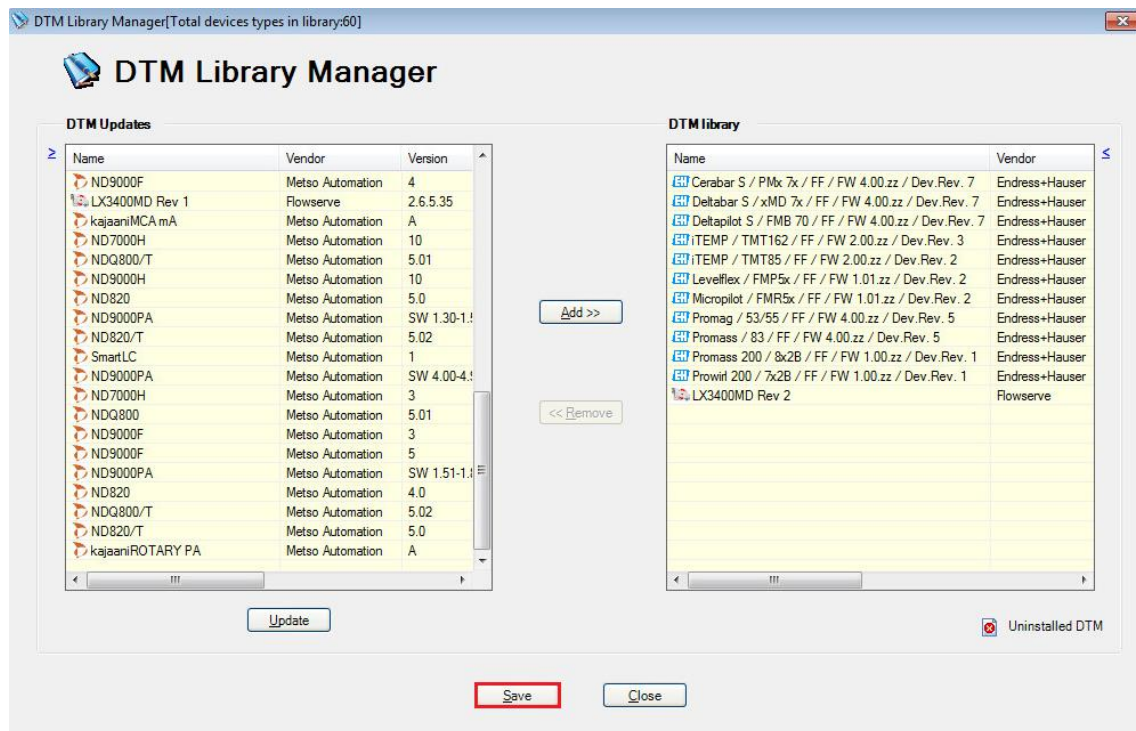 DTM Library Manager[Total devices types in library:60]
DTM Library Manager
DTM Updates
≥
Name Vendor Version
ND9000F Metso Automation 4
LX3400MD Rev 1 Flowserve 2.6.5.35
kajaaniMCA mA Metso Automation A
ND7000H Metso Automation 10
NDQ800/T Metso Automation 5.01
ND9000H Metso Automation 10
ND820 Metso Automation 5.0
ND9000PA Metso Automation SW 1.30-1.
ND820/T Metso Automation 5.02
SmartLC Metso Automation 1
ND9000PA Metso Automation SW 4.00-4.
ND7000H Metso Automation 3
NDQ800 Metso Automation 5.01
ND9000F Metso Automation 3
ND9000F Metso Automation 5
ND9000PA Metso Automation SW 1.51-1.
ND820 Metso Automation 4.0
NDQ800/T Metso Automation 5.02
ND820/T Metso Automation 5.0
kajaaniROTARY PA Metso Automation A
Update
Add >>
<< Remove
DTM library
≤
Name Vendor
Cerabar S / PMx 7x / FF / FW 4.00.zz / Dev.Rev. 7 Endress+Hauser
Deltabar S / xMD 7x / FF / FW 4.00.zz / Dev.Rev. 7 Endress+Hauser
Deltapilot S / FMB 70 / FF / FW 4.00.zz / Dev.Rev. 7 Endress+Hauser
iTEMP / TMT162 / FF / FW 2.00.zz / Dev.Rev. 3 Endress+Hauser
iTEMP / TMT85 / FF / FW 2.00.zz / Dev.Rev. 2 Endress+Hauser
Levelflex / FMP5x / FF / FW 1.01.zz / Dev.Rev. 2 Endress+Hauser
Micropilot / FMR5x / FF / FW 1.01.zz / Dev.Rev. 2 Endress+Hauser
Promag / 53/55 / FF / FW 4.00.zz / Dev.Rev. 5 Endress+Hauser
Promass / 83 / FF / FW 4.00.zz / Dev.Rev. 5 Endress+Hauser
Promass 200 / 8x2B / FF / FW 1.00.zz / Dev.Rev. 1 Endress+Hauser
Prowirl 200 / 7x2B / FF / FW 1.00.zz / Dev.Rev. 1 Endress+Hauser
LX3400MD Rev 2 Flowserve
Uninstalled DTM
Save Close